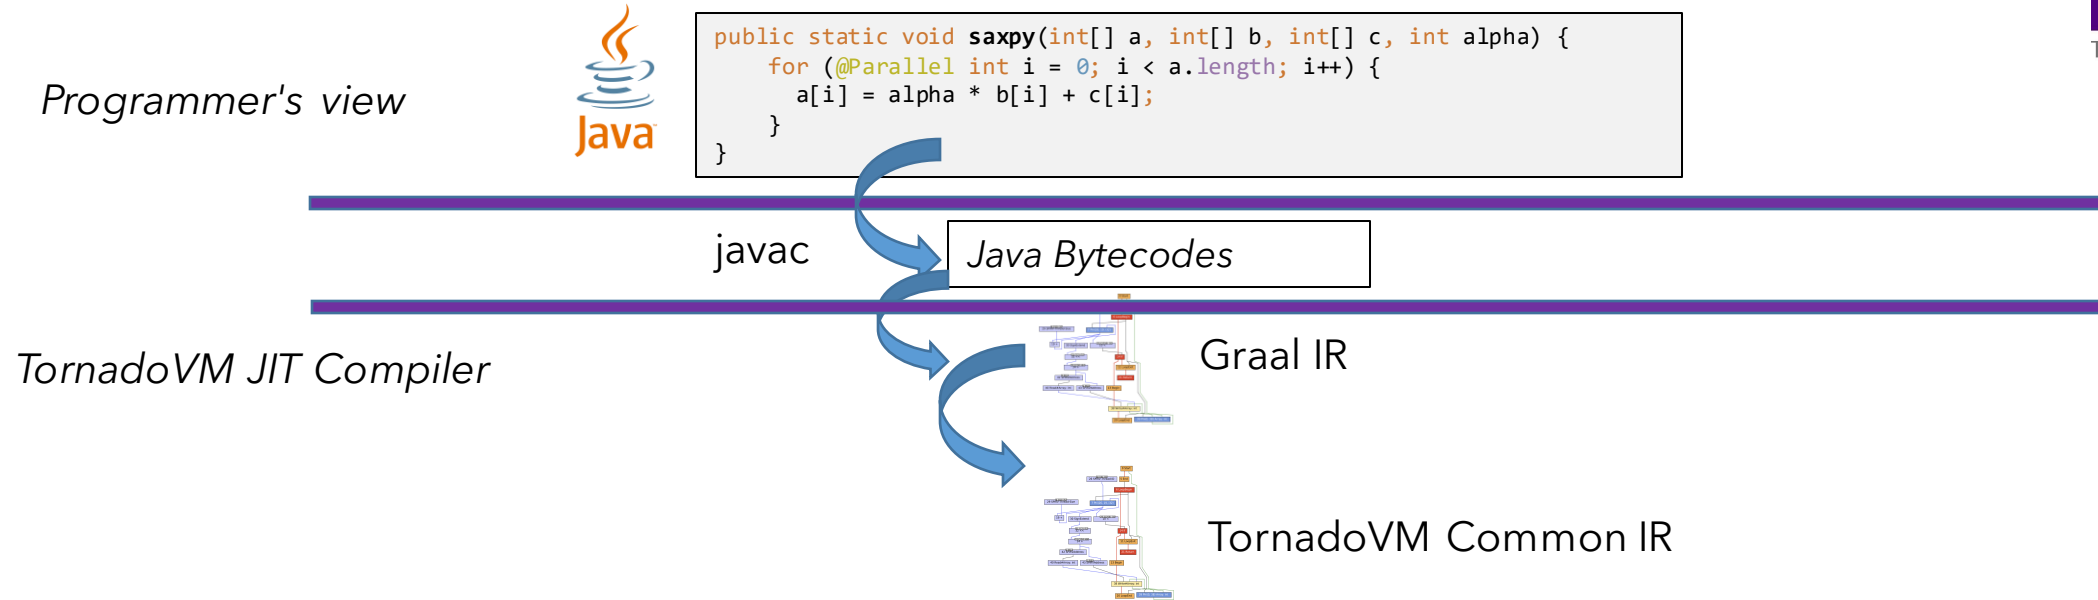 public static void saxpy(int[] a, int[] b, int[] c, int alpha) {
for (@Parallel int i = 0; i < a.length; i++) {
a[i] = alpha * b[i] + c[i];
}
}
Programmer's view
Java
javac
Java Bytecodes
TornadoVM JIT Compiler
Graal IR
TornadoVM Common IR